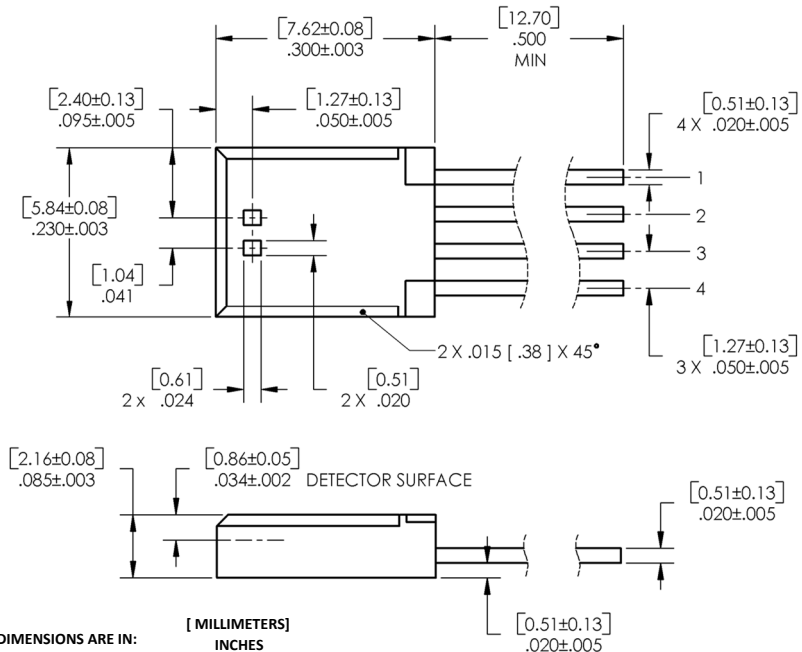 [7.62±0.08]
.300±.003
[12.70]
.500
MIN
[2.40±0.13]
.095±.005
[1.27±0.13]
.050±.005
[0.51±0.13]
4 X .020±.005
[5.84±0.08]
.230±.003
[1.04]
.041
1
2
3
4
2 X .015 [ .38 ] X 45°
[1.27±0.13]
3 X .050±.005
[0.61]
2 x .024
[0.51]
2 X .020
[2.16±0.08]
.085±.003
[0.86±0.05]
.034±.002 DETECTOR SURFACE
[0.51±0.13]
.020±.005
[0.51±0.13]
.020±.005
DIMENSIONS ARE IN:
[ MILLIMETERS]
INCHES